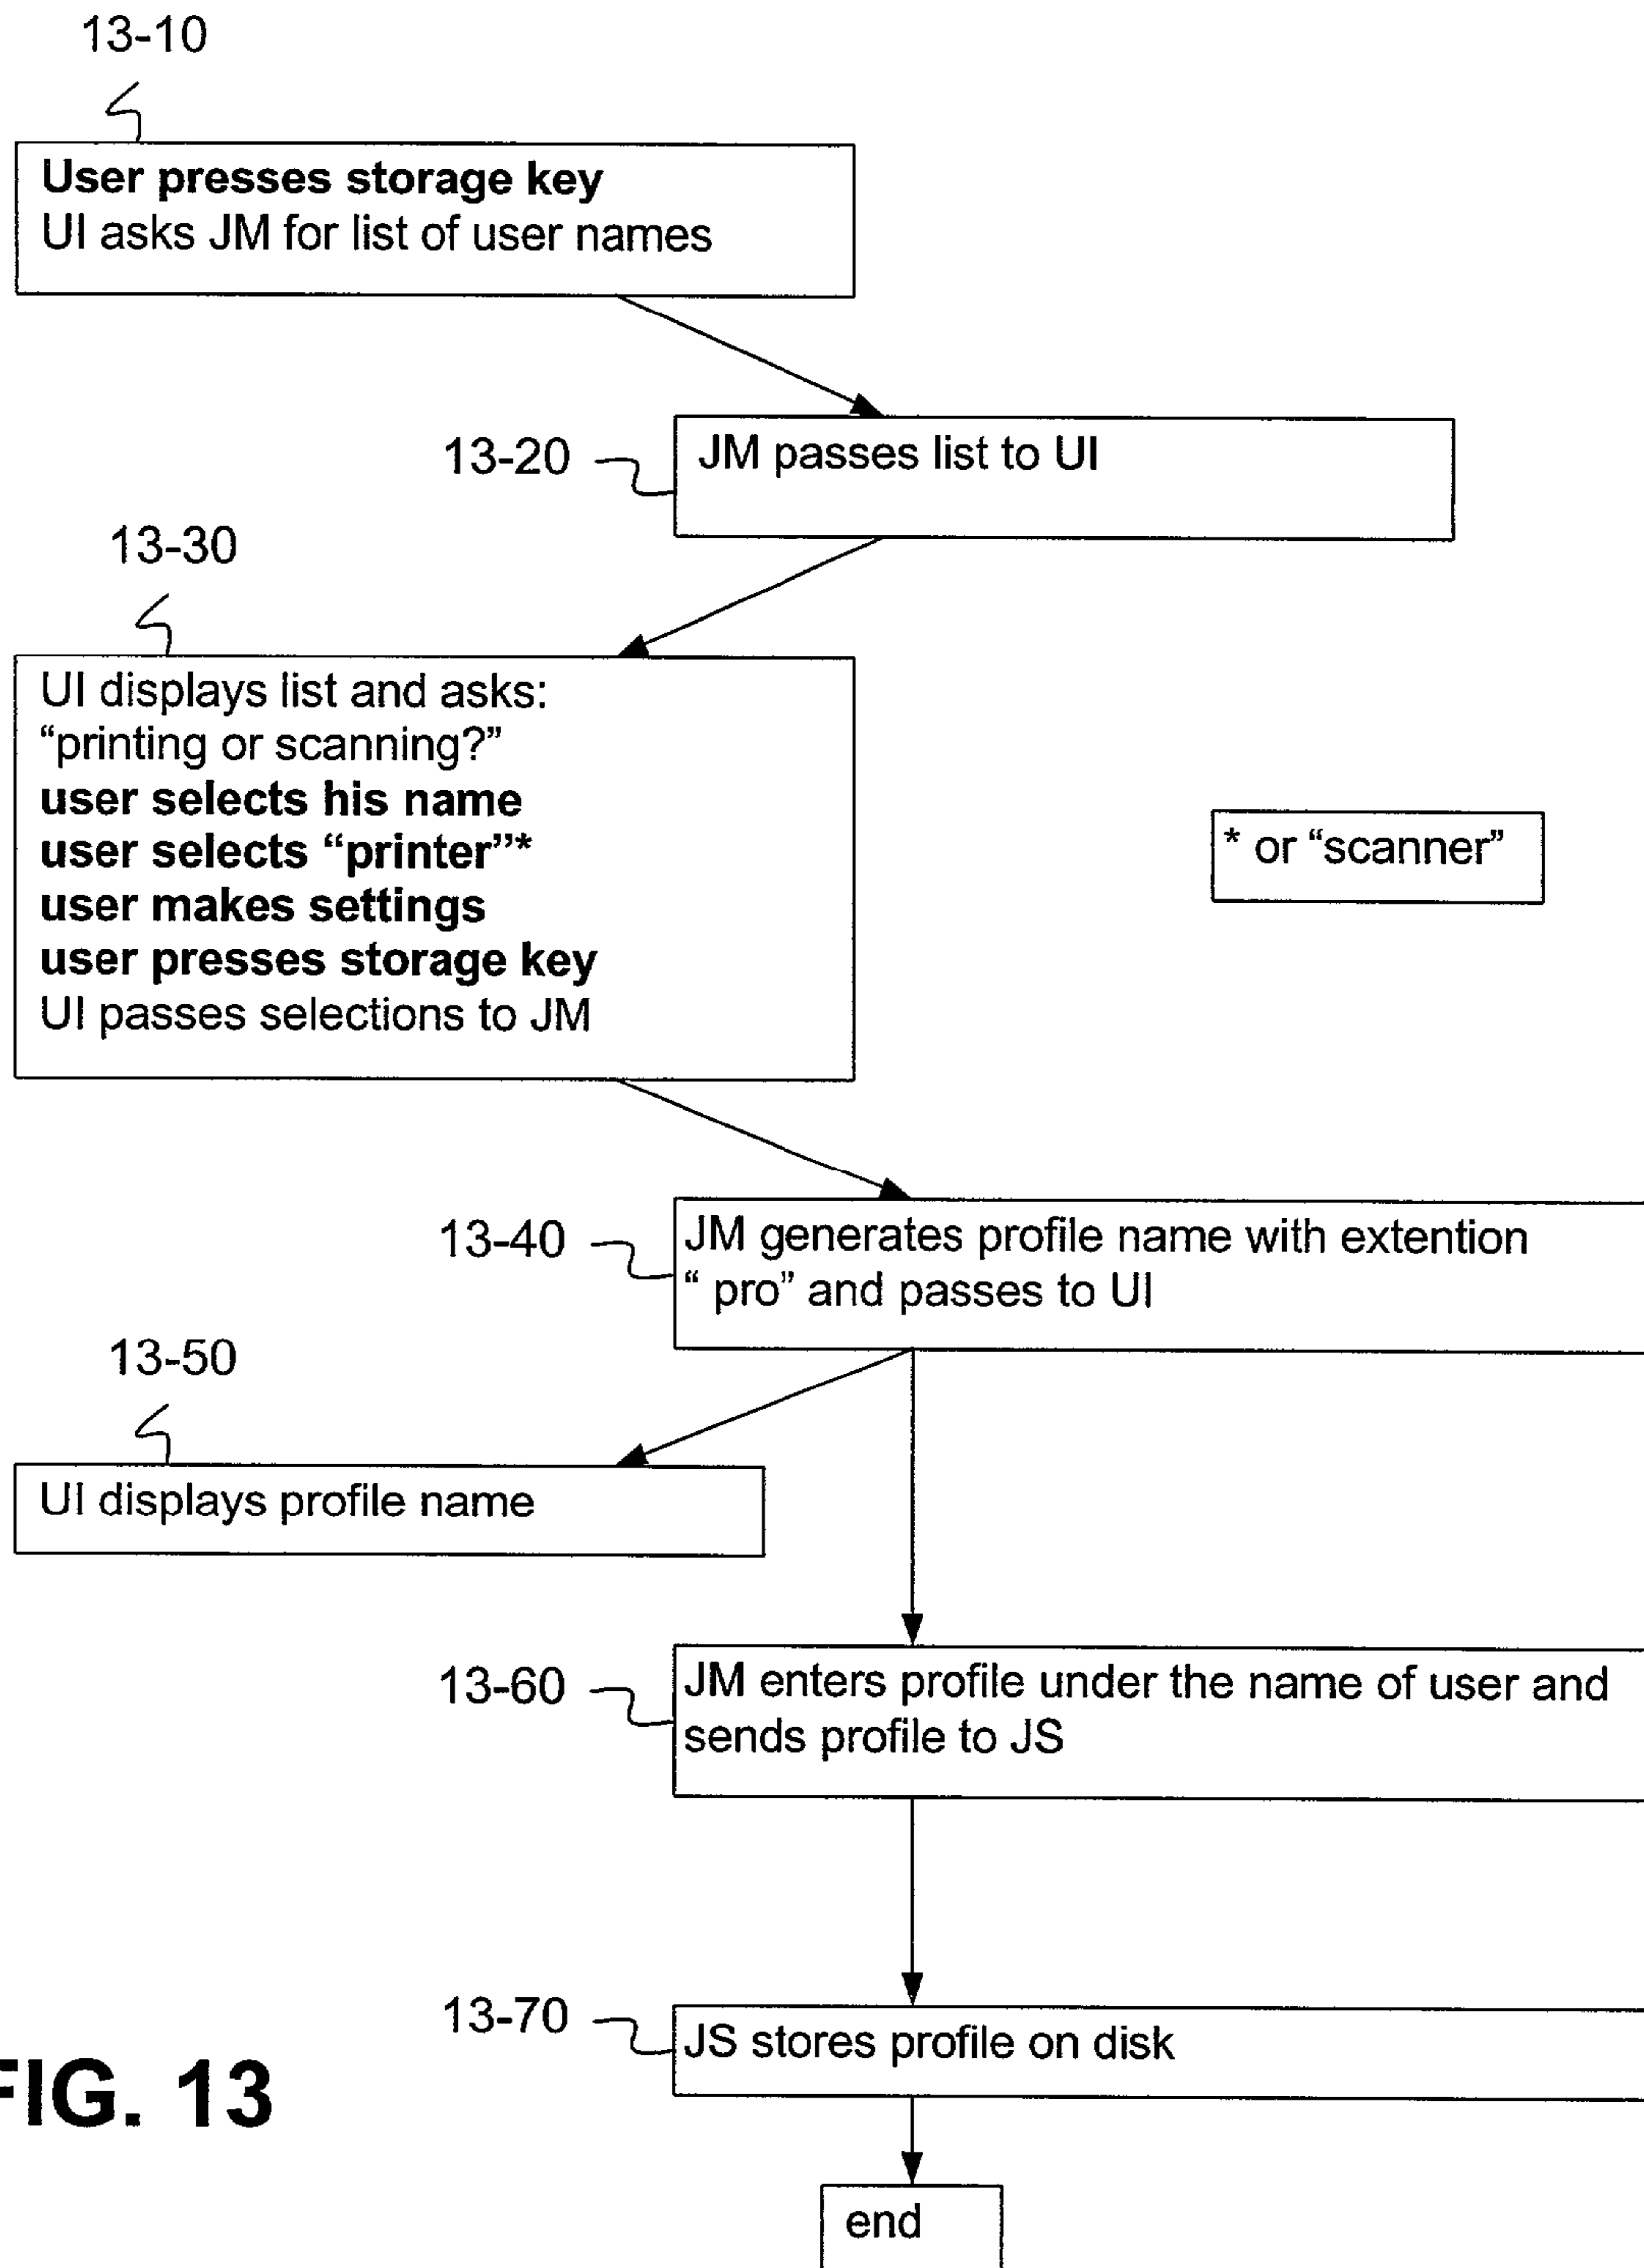 13-10
User presses storage key
UI asks JM for list of user names
13-20
JM passes list to UI
13-30
UI displays list and asks:
“printing or scanning?”
user selects his name
user selects “printer”*
user makes settings
user presses storage key
UI passes selections to JM
* or “scanner”
13-40
JM generates profile name with extention
“ pro” and passes to UI
13-50
UI displays profile name
13-60
JM enters profile under the name of user and
sends profile to JS
13-70
JS stores profile on disk
FIG. 13
end